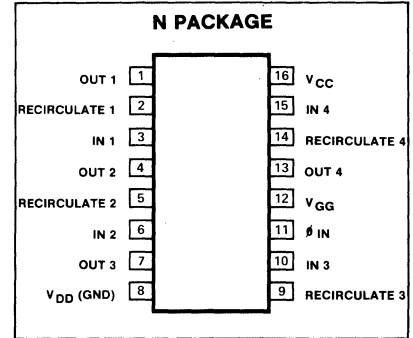 N PACKAGE
OUT 1 1 16 VCC
RECIRCULATE 1 2 15 IN 4
IN 1 3 14 RECIRCULATE 4
OUT 2 4 13 OUT 4
RECIRCULATE 2 5 12 VGG
IN 2 6 11 ϕ IN
OUT 3 7 10 IN 3
VDD (GND) 8 9 RECIRCULATE 3